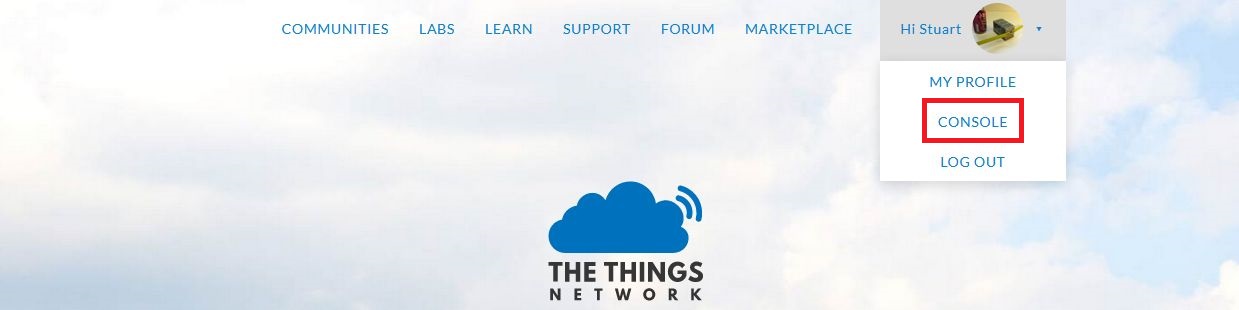 COMMUNITIES LABS LEARN SUPPORT FORUM MARKETPLACE Hi Stuart
MY PROFILE
CONSOLE
LOG OUT
THE THINGS
NETWORK